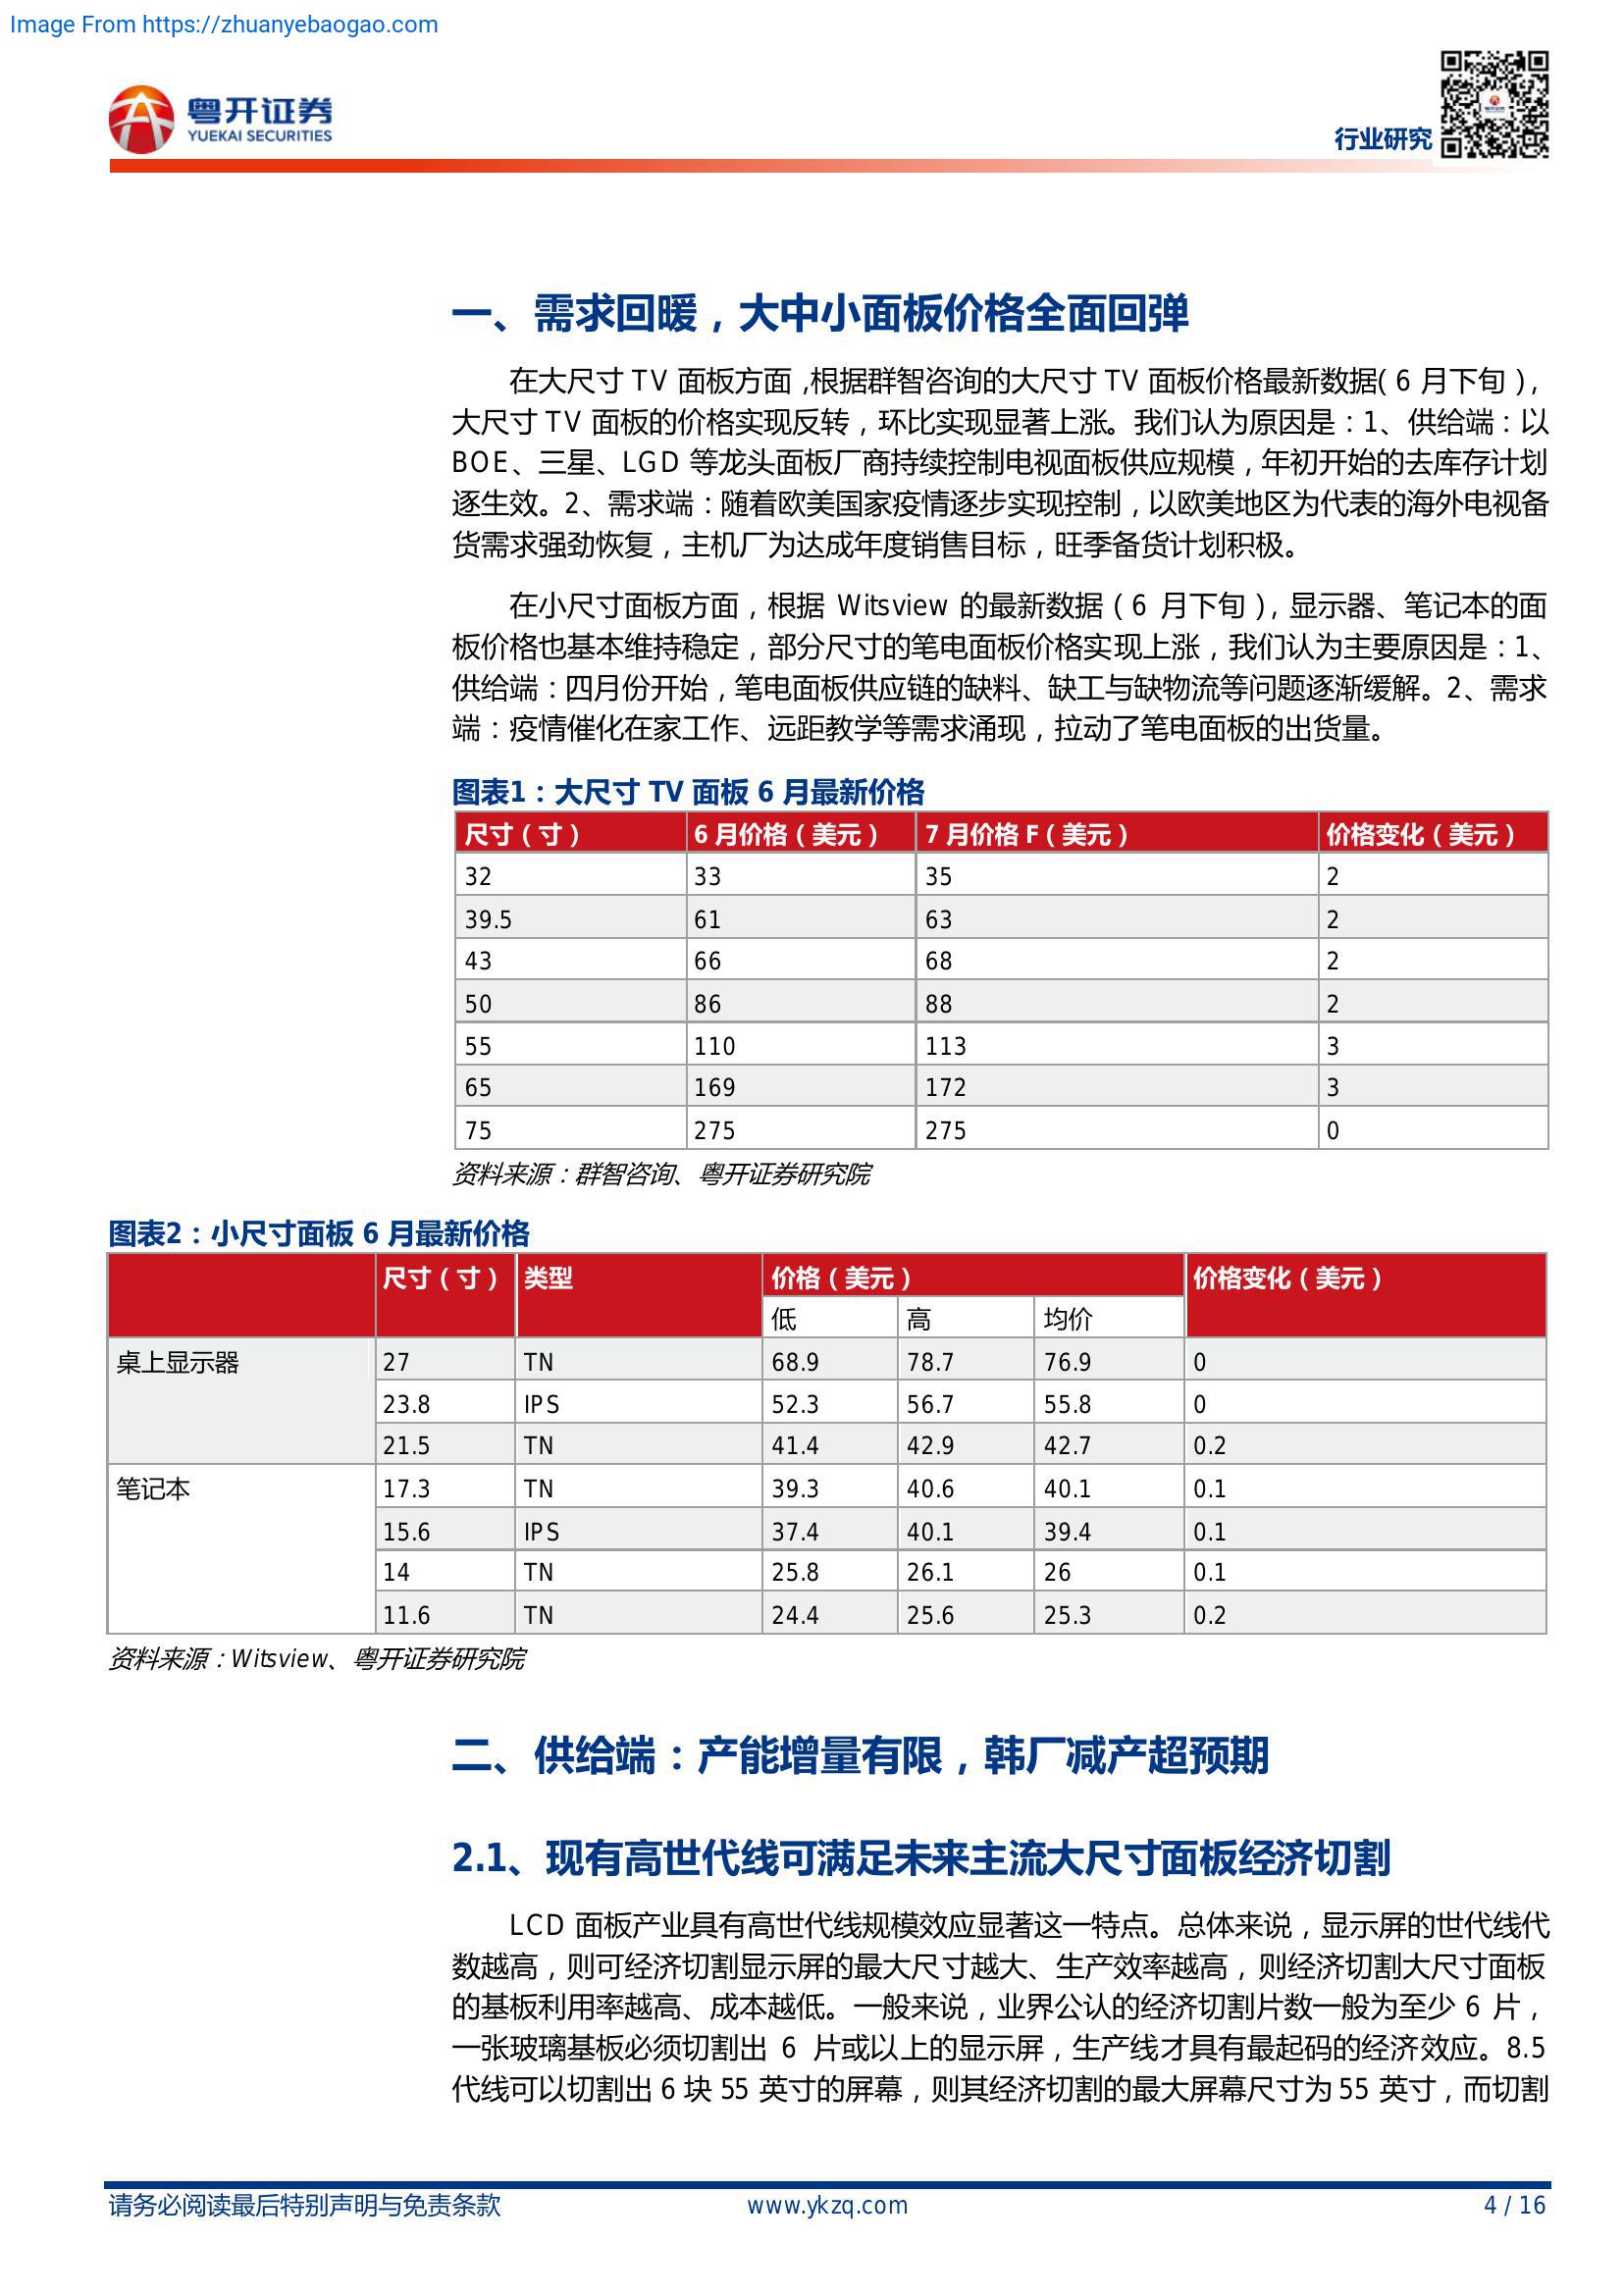 Image From https://zhuanyebaogao.com
粤开证券
YUEKAI SECURITIES
行业研究
一、需求回暖，大中小面板价格全面回弹
在大尺寸 TV 面板方面 ,根据群智咨询的大尺寸 TV 面板价格最新数据( 6 月下旬 )，
大尺寸 TV 面板的价格实现反转，环比实现显著上涨。我们认为原因是：1、供给端：以
BOE、三星、LGD 等龙头面板厂商持续控制电视面板供应规模，年初开始的去库存计划
逐生效。2、需求端：随着欧美国家疫情逐步实现控制，以欧美地区为代表的海外电视备
货需求强劲恢复，主机厂为达成年度销售目标，旺季备货计划积极。
在小尺寸面板方面，根据 Witsview 的最新数据（6 月下旬），显示器、笔记本的面
板价格也基本维持稳定，部分尺寸的笔电面板价格实现上涨，我们认为主要原因是：1、
供给端：四月份开始，笔电面板供应链的缺料、缺工与缺物流等问题逐渐缓解。2、需求
端：疫情催化在家工作、远距教学等需求涌现，拉动了笔电面板的出货量。
图表1：大尺寸 TV 面板 6 月最新价格
尺寸（寸） 6 月价格（美元） 7 月价格 F（美元） 价格变化（美元）
32 33 35 2
39.5 61 63 2
43 66 68 2
50 86 88 2
55 110 113 3
65 169 172 3
75 275 275 0
资料来源：群智咨询、粤开证券研究院
图表2：小尺寸面板 6 月最新价格
尺寸（寸） 类型 价格（美元） 价格变化（美元）
低 高 均价
桌上显示器 27 TN 68.9 78.7 76.9 0
23.8 IPS 52.3 56.7 55.8 0
21.5 TN 41.4 42.9 42.7 0.2
笔记本 17.3 TN 39.3 40.6 40.1 0.1
15.6 IPS 37.4 40.1 39.4 0.1
14 TN 25.8 26.1 26 0.1
11.6 TN 24.4 25.6 25.3 0.2
资料来源：Witsview、粤开证券研究院
二、供给端：产能增量有限，韩厂减产超预期
2.1、现有高世代线可满足未来主流大尺寸面板经济切割
LCD 面板产业具有高世代线规模效应显著这一特点。总体来说，显示屏的世代线代
数越高，则可经济切割显示屏的最大尺寸越大、生产效率越高，则经济切割大尺寸面板
的基板利用率越高、成本越低。一般来说，业界公认的经济切割片数一般为至少 6 片，
一张玻璃基板必须切割出 6 片或以上的显示屏，生产线才具有最起码的经济效应。8.5
代线可以切割出 6 块 55 英寸的屏幕，则其经济切割的最大屏幕尺寸为 55 英寸，而切割
请务必阅读最后特别声明与免责条款 www.ykzq.com 4 / 16